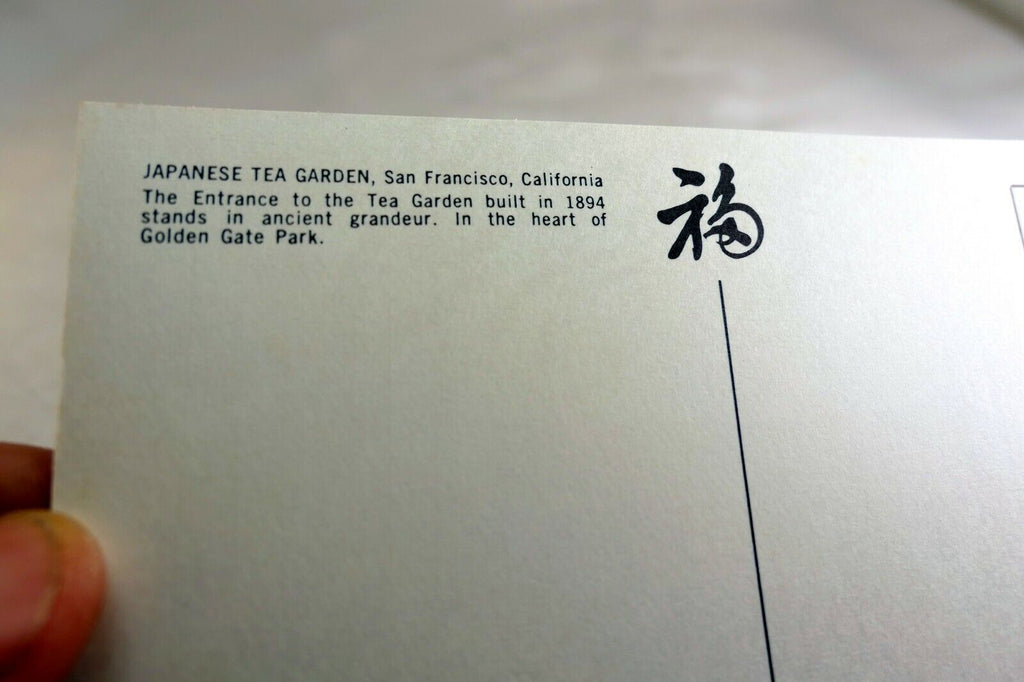 JAPANESE TEA GARDEN, San Francisco, California
The Entrance to the Tea Garden built in 1894
stands in ancient grandeur. In the heart of
Golden Gate Park.
福